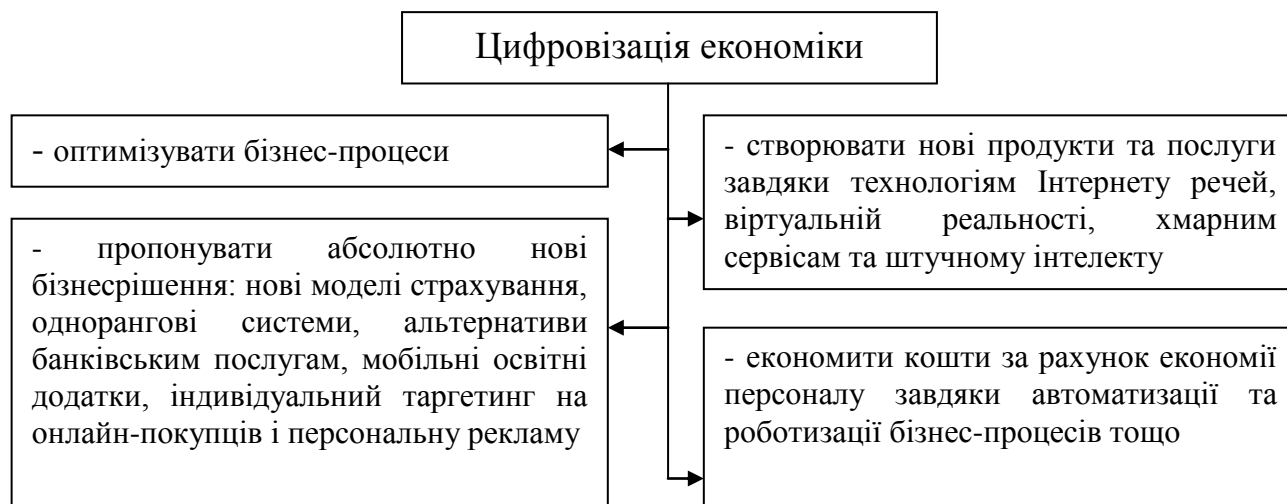 Цифровізація економіки
- оптимізувати бізнес-процеси
- створювати нові продукти та послуги
завдяки технологіям Інтернету речей,
віртуальній реальності, хмарним
сервісам та штучному інтелекту
- пропонувати абсолютно нові
бізнесрішення: нові моделі страхування,
однорангові системи, альтернативи
банківським послугам, мобільні освітні
додатки, індивідуальний таргетинг на
онлайн-покупців і персональну рекламу
- економити кошти за рахунок економії
персоналу завдяки автоматизації та
роботизації бізнес-процесів тощо